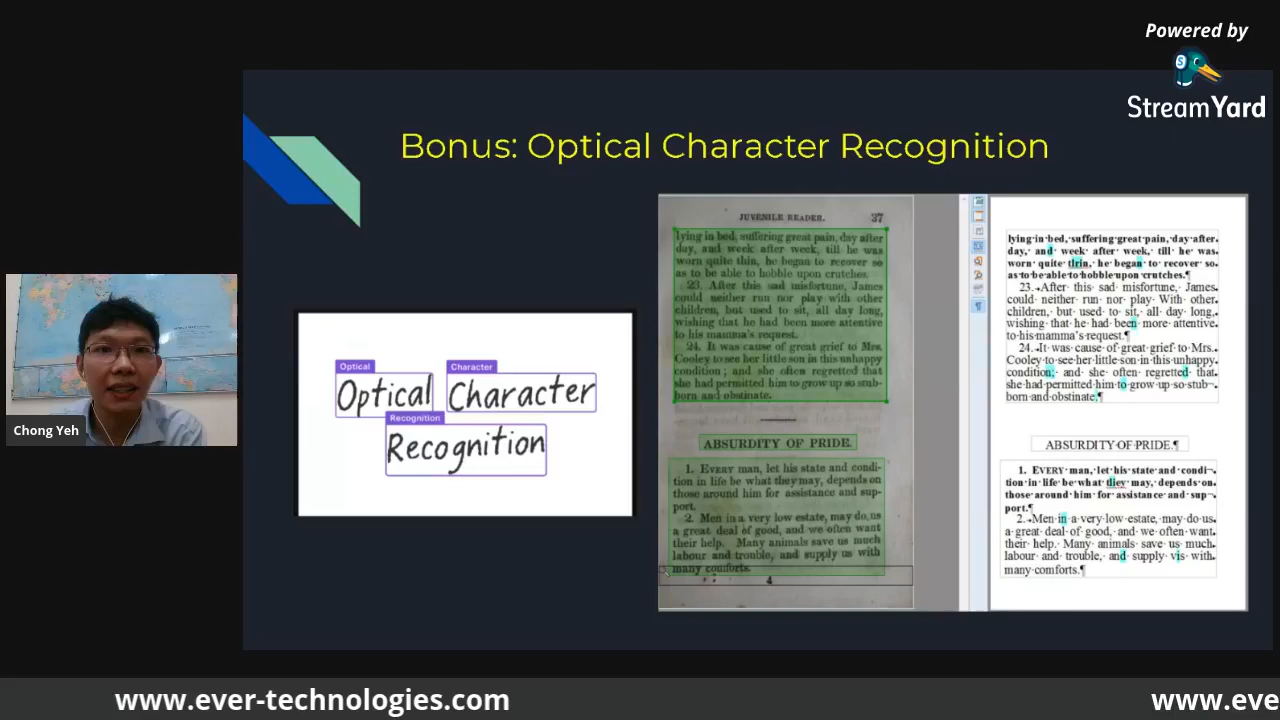 Powered by
StreamYard
Bonus: Optical Character Recognition
JUVENILE READER. 37
lying in bed, suffering great pain, day after
day, and week after week, till he was
worn quite thin, he began to recover so
as to be able to hobble upon crutches.
23. After this sad misfortune, James
could neither run nor play with other
children, but used to sit, all day long,
wishing that he had been more attentive
to his mamma's request.
24. It was cause of great grief to Mrs.
Cooley to see her little son in this unhappy
condition; and she often regretted that
she had permitted him to grow up so stub-
born and obstinate.
ABSURDITY OF PRIDE.
1. EVERY man, let his state and condi-
tion in life be what they may, depends on
those around him for assistance and sup-
port.
2. Men in a very low estate, may do us
a great deal of good, and we often want
their help. Many animals save us much
labour and trouble, and supply us with
many comforts.
4
lying·in·bed,·suffering·great·pain,·day·after
day,· and· week· after· week,· till· he· was
worn· quite· tlrin,· he· began· to· recover· so
as·to·be·able·to·hobble·upon·crutches.¶
23. After· this· sad· misfortune,· James
could· neither· run· nor· play· With· other
children,· but· used· to· sit,· all· day· long,
wishing· that· he· had· been· more· attentive
to·his·mamma's·request.¶
24. It·was·cause·of·great·grief·to·Mrs.
Cooley·to·see·her·little·son·in·this·unhappy
condition;· and· she· often· regretted· that
she·had·permitted·him·to·grow·up·so·stub¬
born·and·obstinate.¶
ABSURDITY·OF·PRIDE.¶
1. EVERY·man,·let·his·state·and·condi¬
tion·in·life·be·what·tliey·may,·depends·on
those·around·him·for·assistance·and·sup¬
port.¶
2. Men·in·a·very·low·estate,·may·do·us
a·great·deal·of·good,·and·we·often·want
their· help.· Many· animals· save· us· much
labour· and· trouble,· and· supply· vis· with
many·comforts.¶
Optical Character
Optical Character
Recognition
Recognition
Chong Yeh
www.ever-technologies.com www.eve